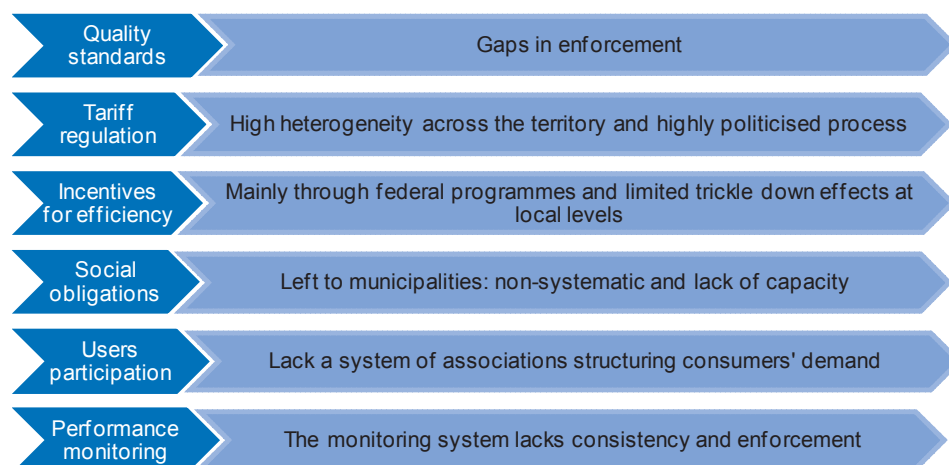 Quality
standards
Gaps in enforcement
Tariff
regulation
High heterogeneity across the territory and highly politicised process
Incentives
for efficiency
Mainly through federal programmes and limited trickle down effects at
local levels
Social
obligations
Left to municipalities: non-systematic and lack of capacity
Users
participation
Lack a system of associations structuring consumers' demand
Performance
monitoring
The monitoring system lacks consistency and enforcement